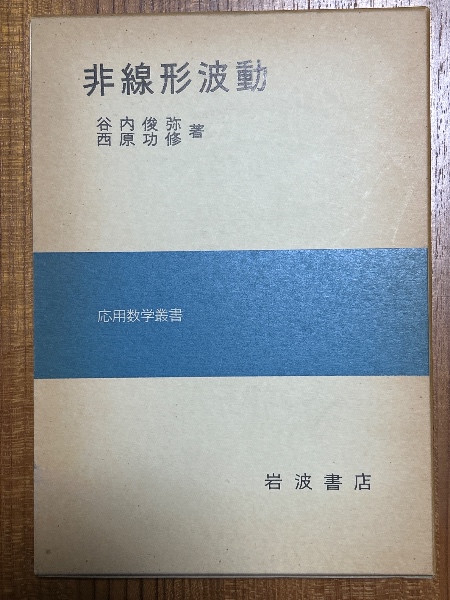 非線形波動
谷内俊弥
西原功修 著
応用数学叢書
岩波書店